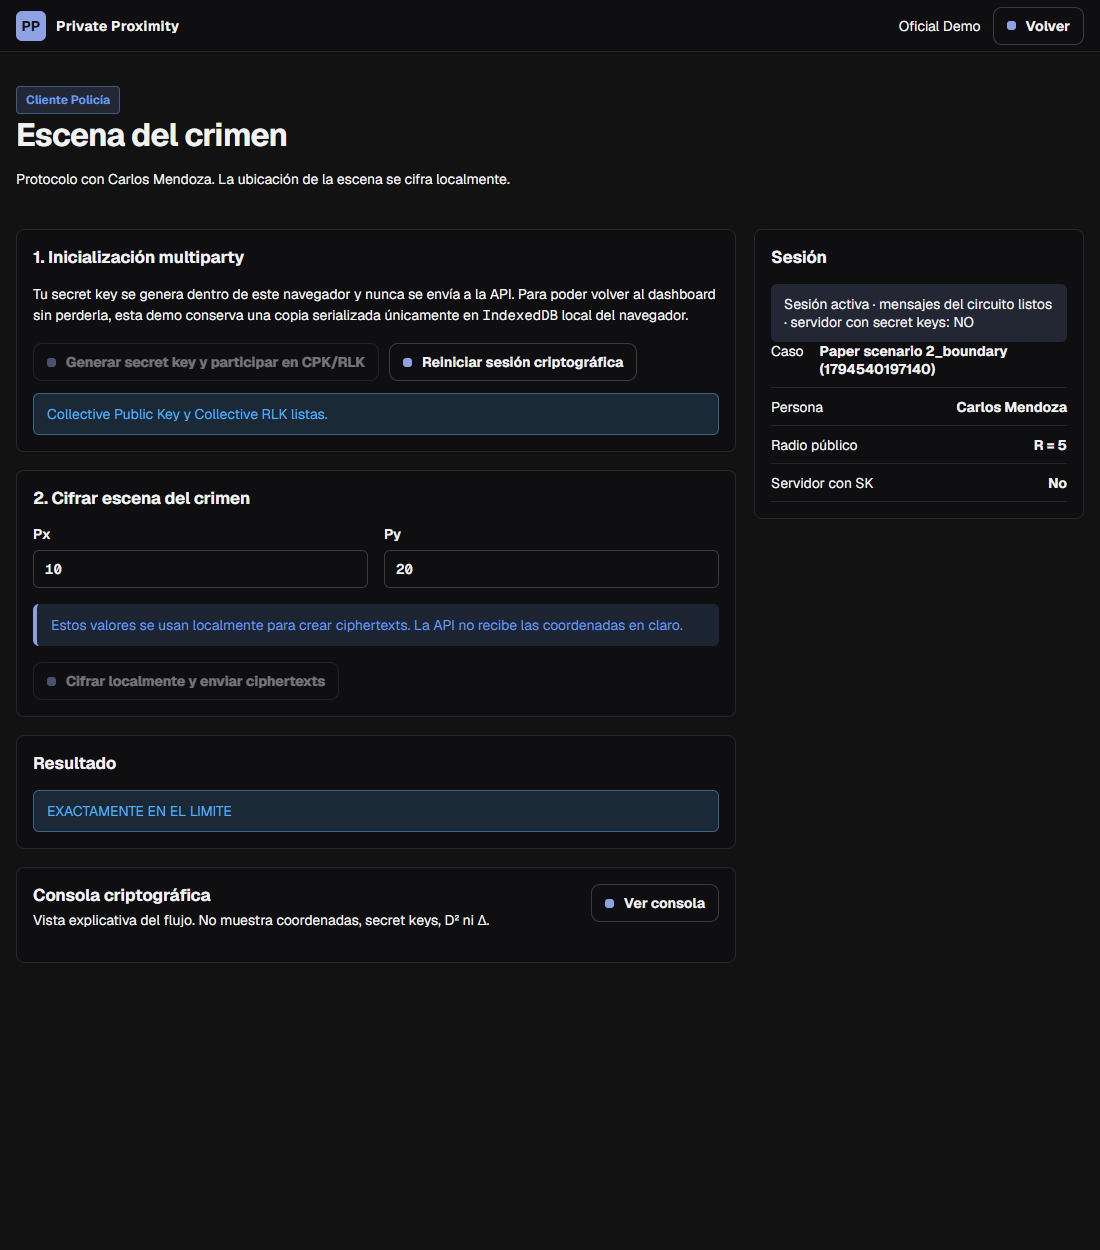 PP Private Proximity
Oficial Demo
Volver
Cliente Policía
Escena del crimen
Protocolo con Carlos Mendoza. La ubicación de la escena se cifra localmente.
1. Inicialización multiparty
Tu secret key se genera dentro de este navegador y nunca se envía a la API. Para poder volver al dashboard
sin perderla, esta demo conserva una copia serializada únicamente en IndexedDB local del navegador.
Generar secret key y participar en CPK/RLK
Reiniciar sesión criptográfica
Collective Public Key y Collective RLK listas.
2. Cifrar escena del crimen
Px
Py
10
20
Estos valores se usan localmente para crear ciphertexts. La API no recibe las coordenadas en claro.
Cifrar localmente y enviar ciphertexts
Resultado
EXACTAMENTE EN EL LIMITE
Consola criptográfica
Vista explicativa del flujo. No muestra coordenadas, secret keys, D² ni Δ.
Ver consola
Sesión
Sesión activa · mensajes del circuito listos
· servidor con secret keys: NO
Caso Paper scenario 2_boundary
(1794540197140)
Persona Carlos Mendoza
Radio público R = 5
Servidor con SK No